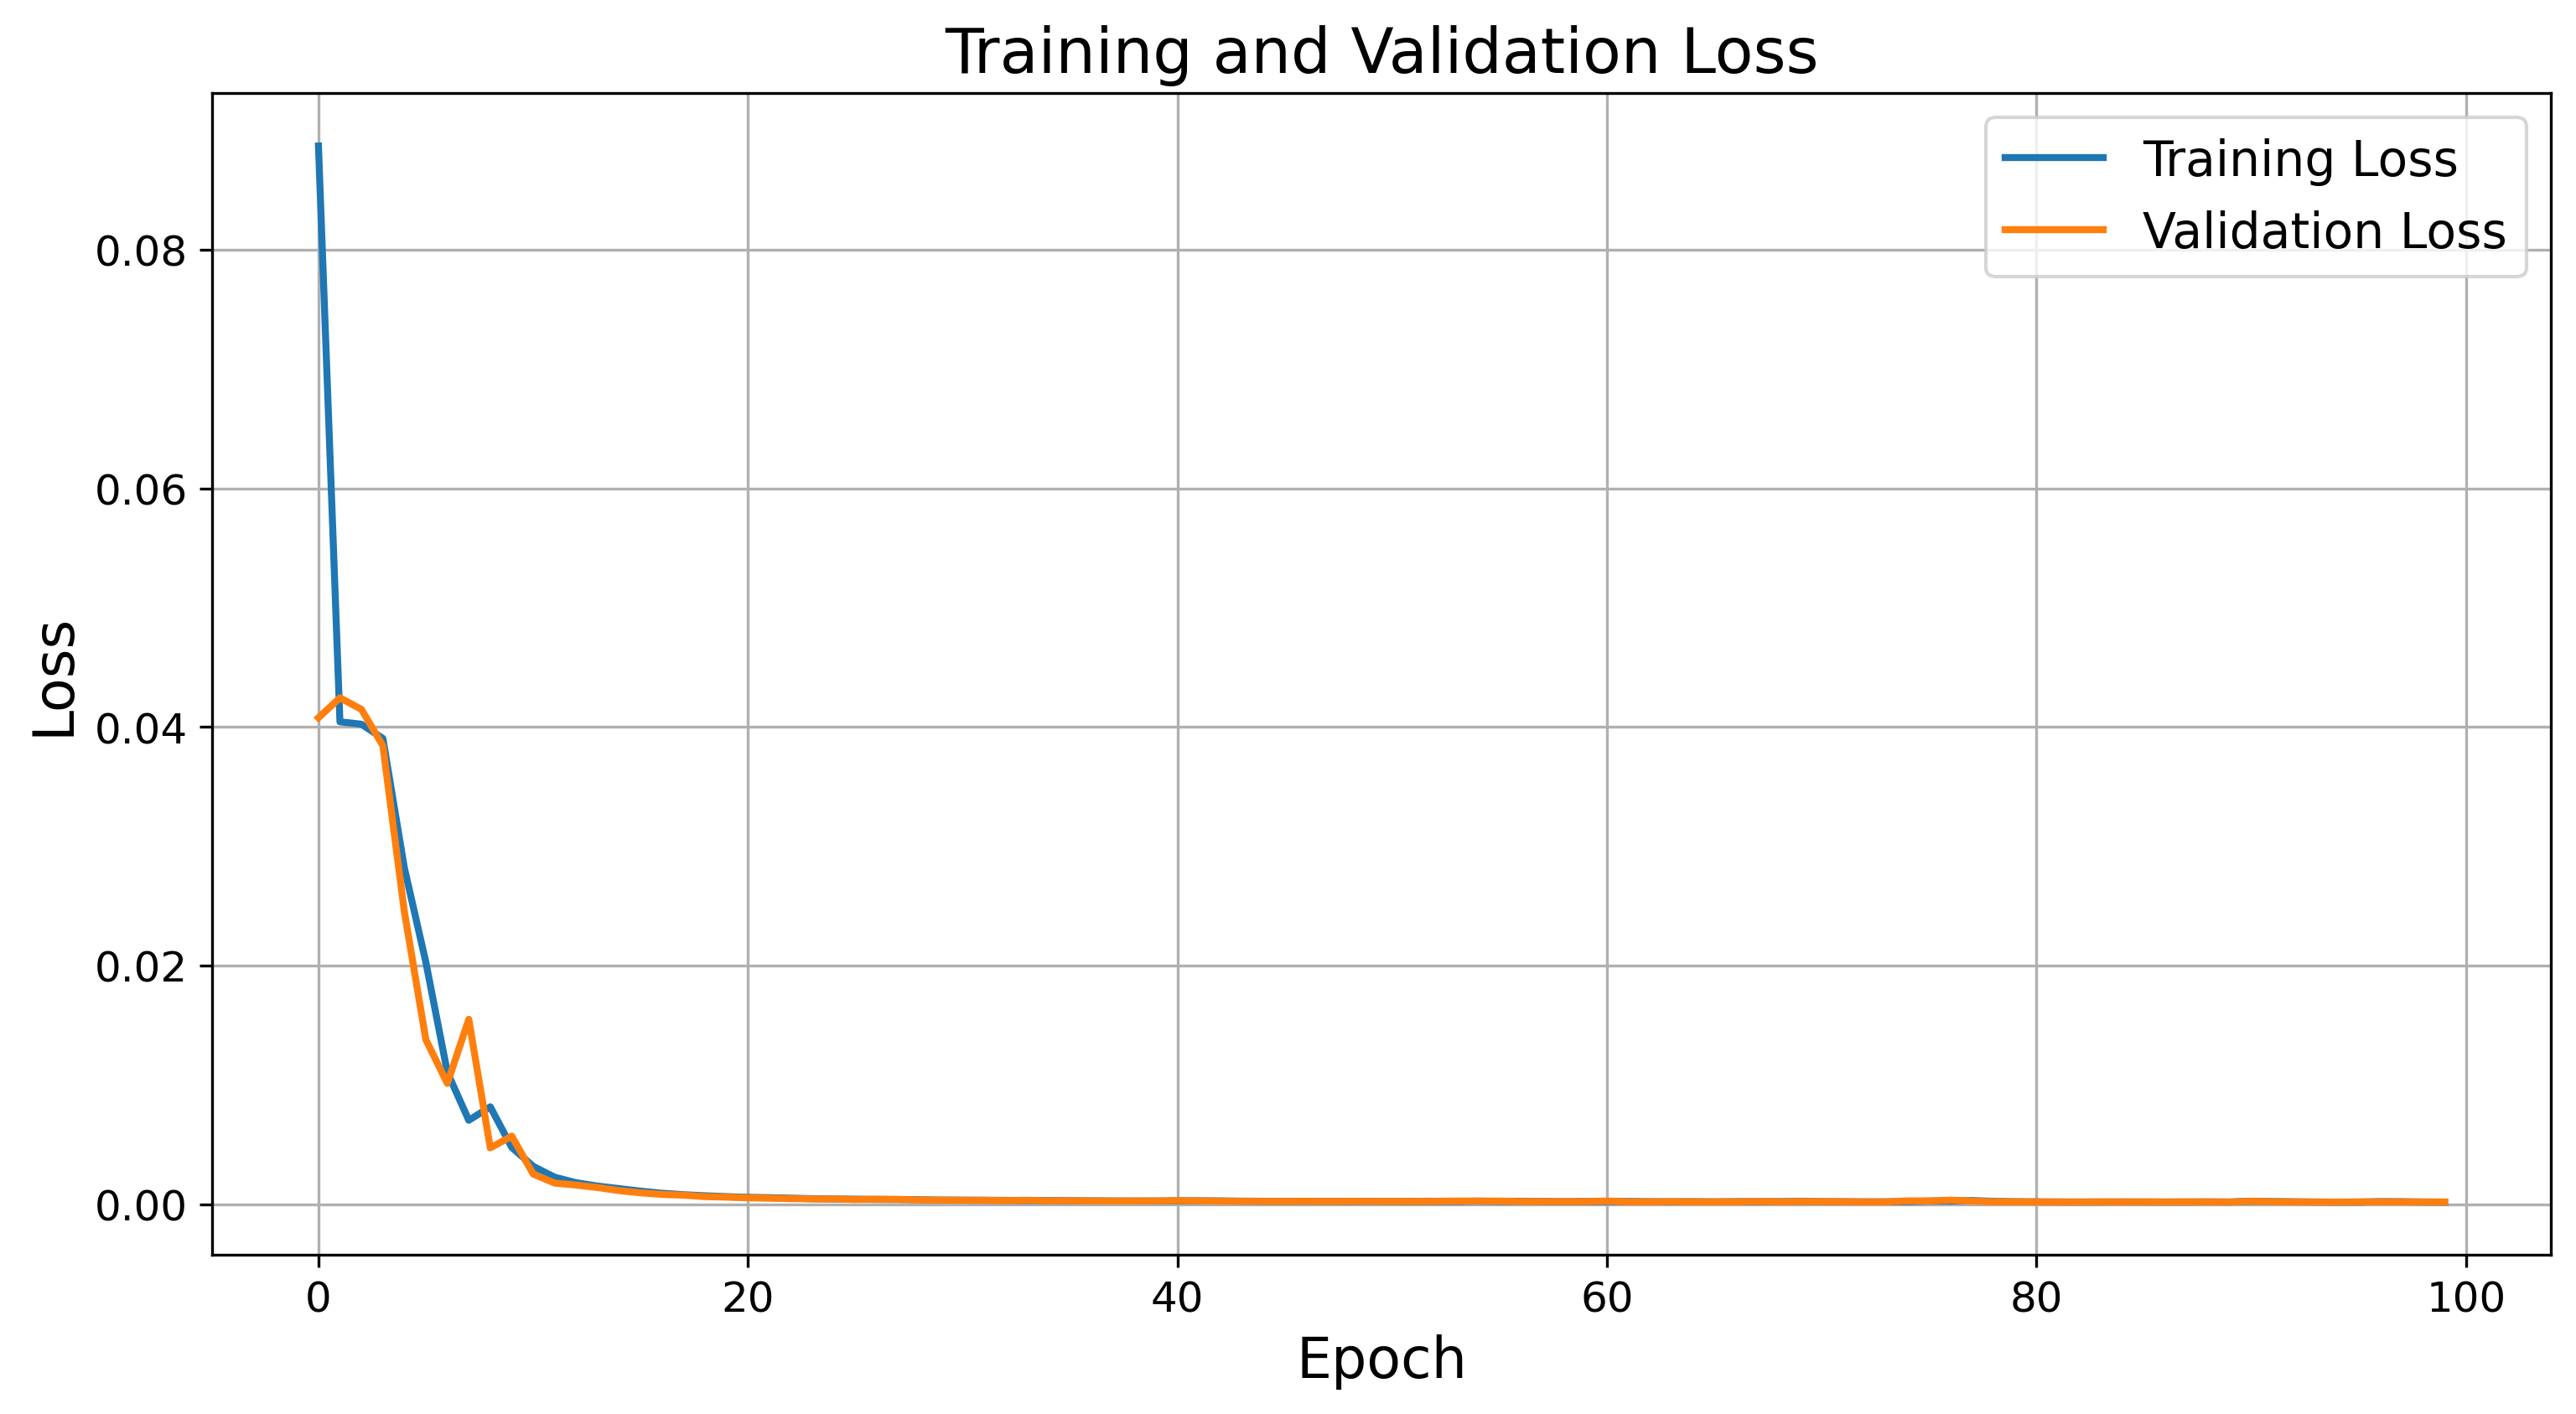 Training and Validation Loss
Training Loss
Validation Loss
Loss
0.08
0.06
0.04
0.02
0.00
0 20 40 60 80 100
Epoch